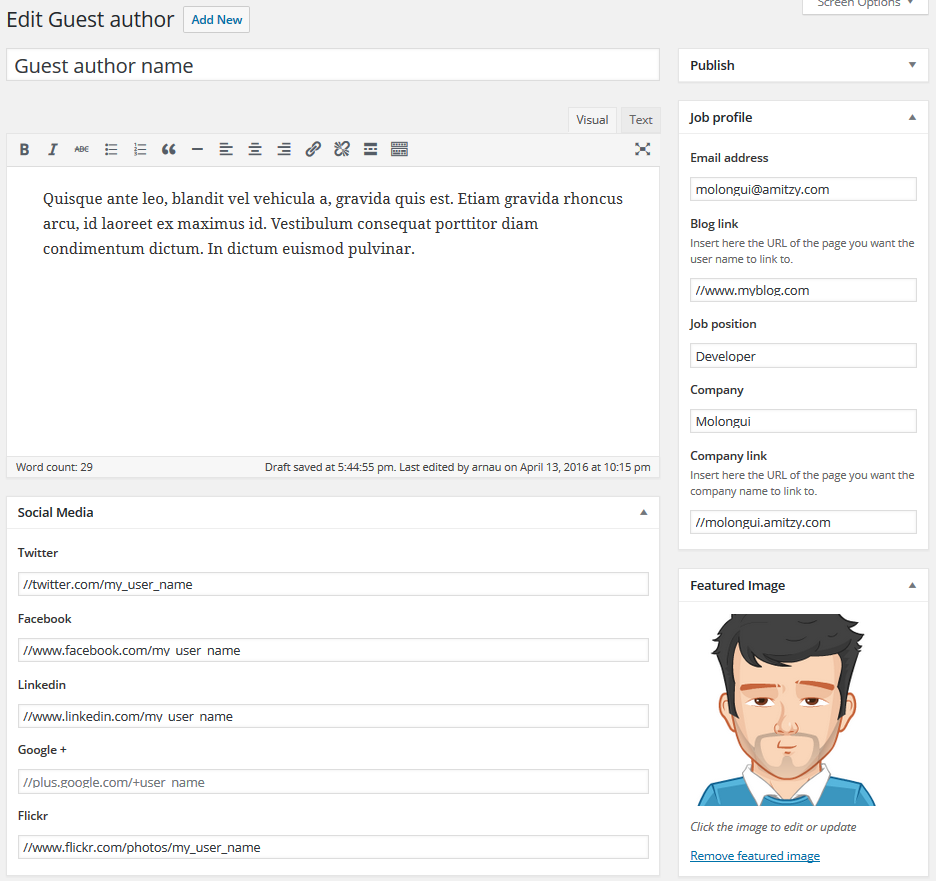 Edit Guest author Add New
Screen Options
Guest author name
Visual Text
B I ABC
Quisque ante leo, blandit vel vehicula a, gravida quis est. Etiam gravida rhoncus
arcu, id laoreet ex maximus id. Vestibulum consequat porttitor diam
condimentum dictum. In dictum euismod pulvinar.
Word count: 29 Draft saved at 5:44:55 pm. Last edited by arnau on April 13, 2016 at 10:15 pm
Social Media
Twitter
//twitter.com/my_user_name
Facebook
//www.facebook.com/my_user_name
Linkedin
//www.linkedin.com/my_user_name
Google +
//plus.google.com/+user_name
Flickr
//www.flickr.com/photos/my_user_name
Publish
Job profile
Email address
molongui@amitzy.com
Blog link
Insert here the URL of the page you want the
user name to link to.
//www.myblog.com
Job position
Developer
Company
Molongui
Company link
Insert here the URL of the page you want the
company name to link to.
//molongui.amitzy.com
Featured Image
Click the image to edit or update
Remove featured image